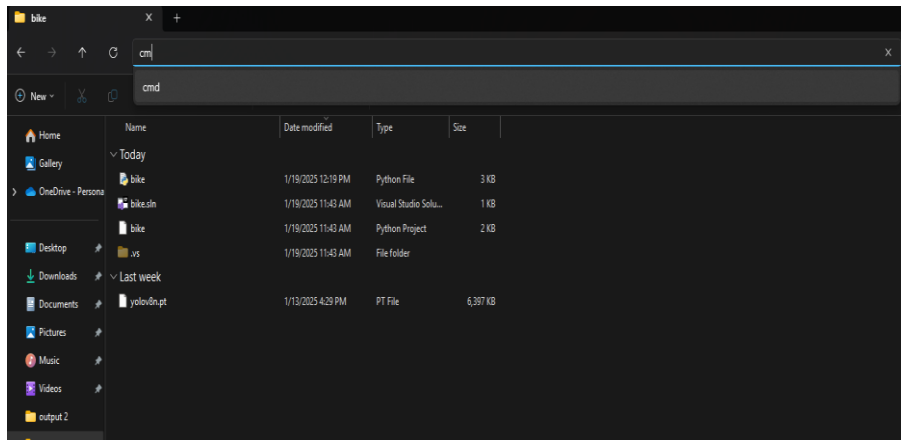 bike X +
cm X
cmd
New
Name Date modified Type Size
Home
Gallery
OneDrive - Persona
Desktop
Downloads
Documents
Pictures
Music
Videos
output 2
Today
bike 1/19/2025 12:19 PM Python File 3 KB
bike.sln 1/19/2025 11:43 AM Visual Studio Solu... 1 KB
bike 1/19/2025 11:43 AM Python Project 2 KB
.vs 1/19/2025 11:43 AM File folder
Last week
yolov8n.pt 1/13/2025 4:29 PM PT File 6,397 KB